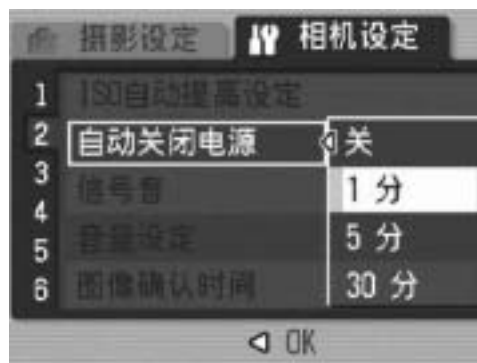 摄影设定 相机设定
1 ISO自动提高设定
2 自动关闭电源 关
3 信号音 1 分
4
5 音量设定 5 分
6 图像确认时间 30 分
OK